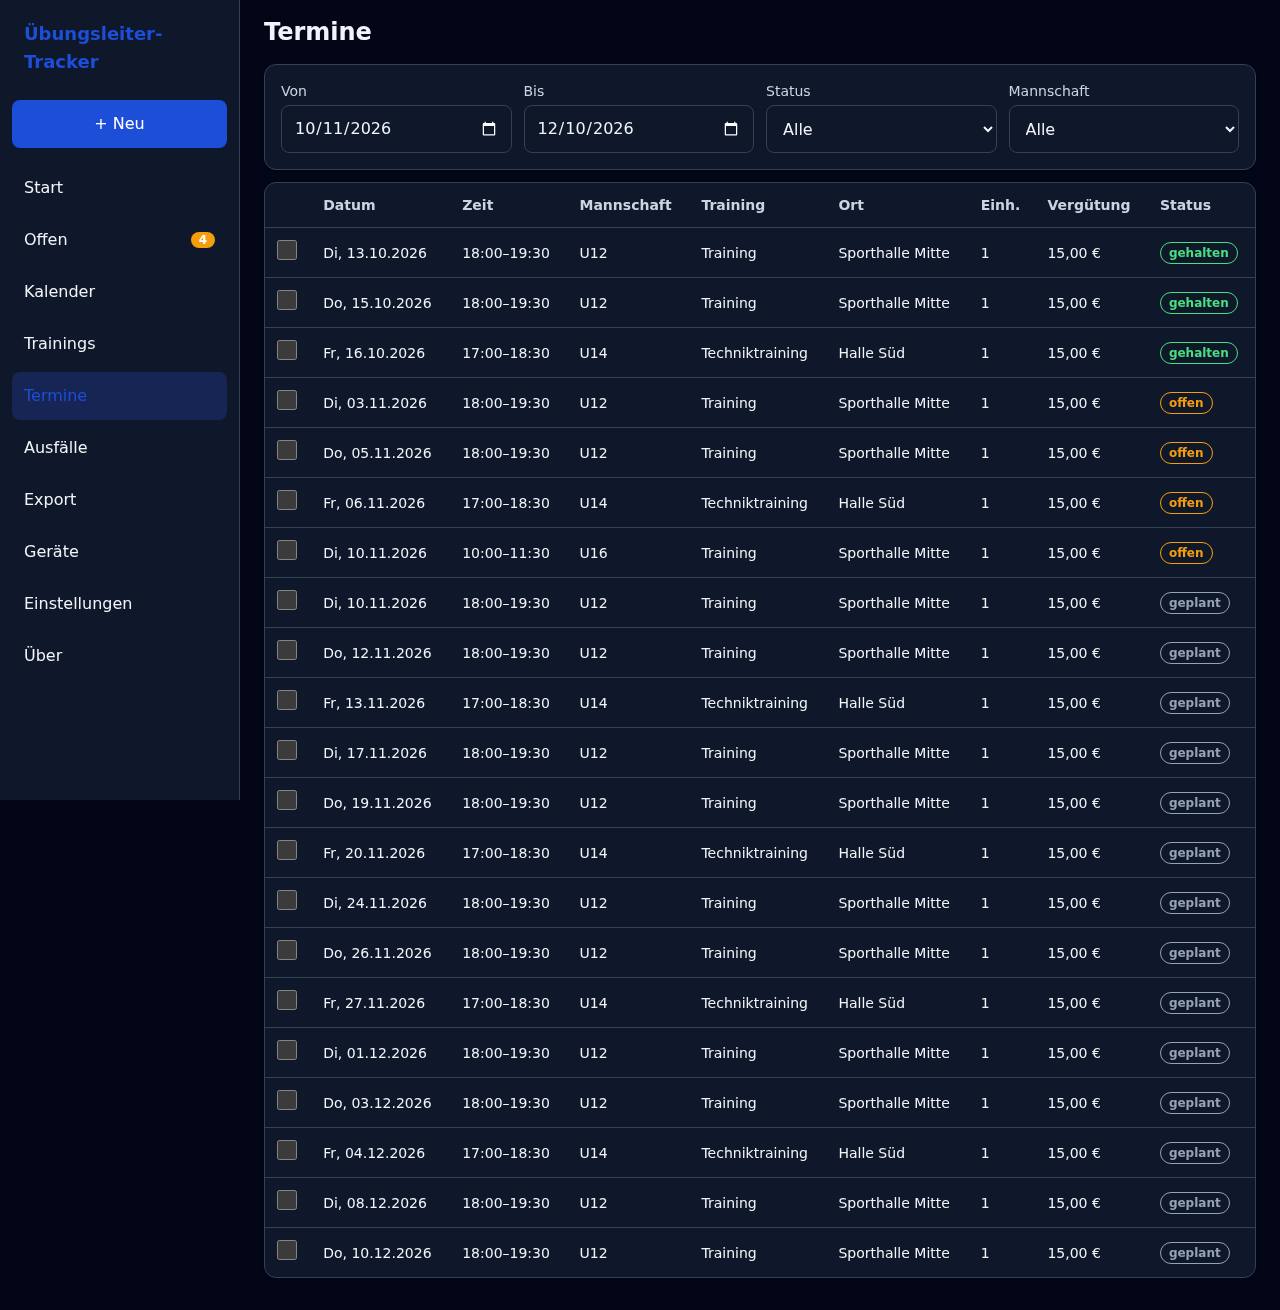 Übungsleiter-
Tracker
+ Neu
Start
Offen 4
Kalender
Trainings
Termine
Ausfälle
Export
Geräte
Einstellungen
Über
Termine
Von Bis Status Mannschaft
10/11/2026 12/10/2026 Alle Alle
Datum Zeit Mannschaft Training Ort Einh. Vergütung Status
Di, 13.10.2026 18:00–19:30 U12 Training Sporthalle Mitte 1 15,00 € gehalten
Do, 15.10.2026 18:00–19:30 U12 Training Sporthalle Mitte 1 15,00 € gehalten
Fr, 16.10.2026 17:00–18:30 U14 Techniktraining Halle Süd 1 15,00 € gehalten
Di, 03.11.2026 18:00–19:30 U12 Training Sporthalle Mitte 1 15,00 € offen
Do, 05.11.2026 18:00–19:30 U12 Training Sporthalle Mitte 1 15,00 € offen
Fr, 06.11.2026 17:00–18:30 U14 Techniktraining Halle Süd 1 15,00 € offen
Di, 10.11.2026 10:00–11:30 U16 Training Sporthalle Mitte 1 15,00 € offen
Di, 10.11.2026 18:00–19:30 U12 Training Sporthalle Mitte 1 15,00 € geplant
Do, 12.11.2026 18:00–19:30 U12 Training Sporthalle Mitte 1 15,00 € geplant
Fr, 13.11.2026 17:00–18:30 U14 Techniktraining Halle Süd 1 15,00 € geplant
Di, 17.11.2026 18:00–19:30 U12 Training Sporthalle Mitte 1 15,00 € geplant
Do, 19.11.2026 18:00–19:30 U12 Training Sporthalle Mitte 1 15,00 € geplant
Fr, 20.11.2026 17:00–18:30 U14 Techniktraining Halle Süd 1 15,00 € geplant
Di, 24.11.2026 18:00–19:30 U12 Training Sporthalle Mitte 1 15,00 € geplant
Do, 26.11.2026 18:00–19:30 U12 Training Sporthalle Mitte 1 15,00 € geplant
Fr, 27.11.2026 17:00–18:30 U14 Techniktraining Halle Süd 1 15,00 € geplant
Di, 01.12.2026 18:00–19:30 U12 Training Sporthalle Mitte 1 15,00 € geplant
Do, 03.12.2026 18:00–19:30 U12 Training Sporthalle Mitte 1 15,00 € geplant
Fr, 04.12.2026 17:00–18:30 U14 Techniktraining Halle Süd 1 15,00 € geplant
Di, 08.12.2026 18:00–19:30 U12 Training Sporthalle Mitte 1 15,00 € geplant
Do, 10.12.2026 18:00–19:30 U12 Training Sporthalle Mitte 1 15,00 € geplant